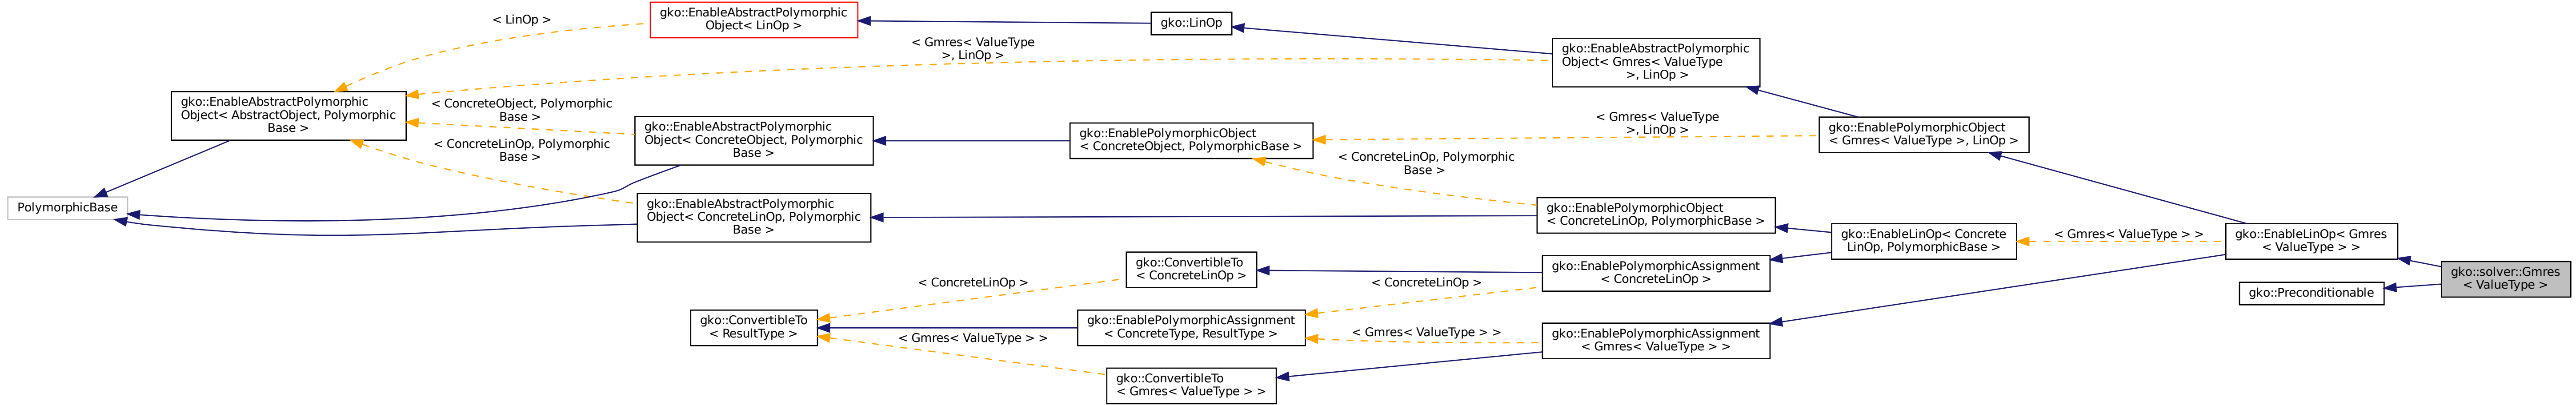 gko::EnableAbstractPolymorphic
Object< LinOp >
< LinOp >
gko::LinOp
< Gmres< ValueType
>, LinOp >
gko::EnableAbstractPolymorphic
Object< Gmres< ValueType
>, LinOp >
gko::EnableAbstractPolymorphic
Object< AbstractObject, Polymorphic
Base >
< ConcreteObject, Polymorphic
Base >
gko::EnableAbstractPolymorphic
Object< ConcreteObject, Polymorphic
Base >
gko::EnablePolymorphicObject
< ConcreteObject, PolymorphicBase >
< Gmres< ValueType
>, LinOp >
gko::EnablePolymorphicObject
< Gmres< ValueType >, LinOp >
< ConcreteLinOp, Polymorphic
Base >
< ConcreteLinOp, Polymorphic
Base >
PolymorphicBase
gko::EnableAbstractPolymorphic
Object< ConcreteLinOp, Polymorphic
Base >
gko::EnablePolymorphicObject
< ConcreteLinOp, PolymorphicBase >
gko::EnableLinOp< Concrete
LinOp, PolymorphicBase >
< Gmres< ValueType > >
gko::EnableLinOp< Gmres
< ValueType > >
gko::ConvertibleTo
< ConcreteLinOp >
gko::EnablePolymorphicAssignment
< ConcreteLinOp >
gko::solver::Gmres
< ValueType >
< ConcreteLinOp >
< ConcreteLinOp >
gko::Preconditionable
gko::ConvertibleTo
< ResultType >
gko::EnablePolymorphicAssignment
< ConcreteType, ResultType >
< Gmres< ValueType > >
< Gmres< ValueType > >
gko::EnablePolymorphicAssignment
< Gmres< ValueType > >
gko::ConvertibleTo
< Gmres< ValueType > >